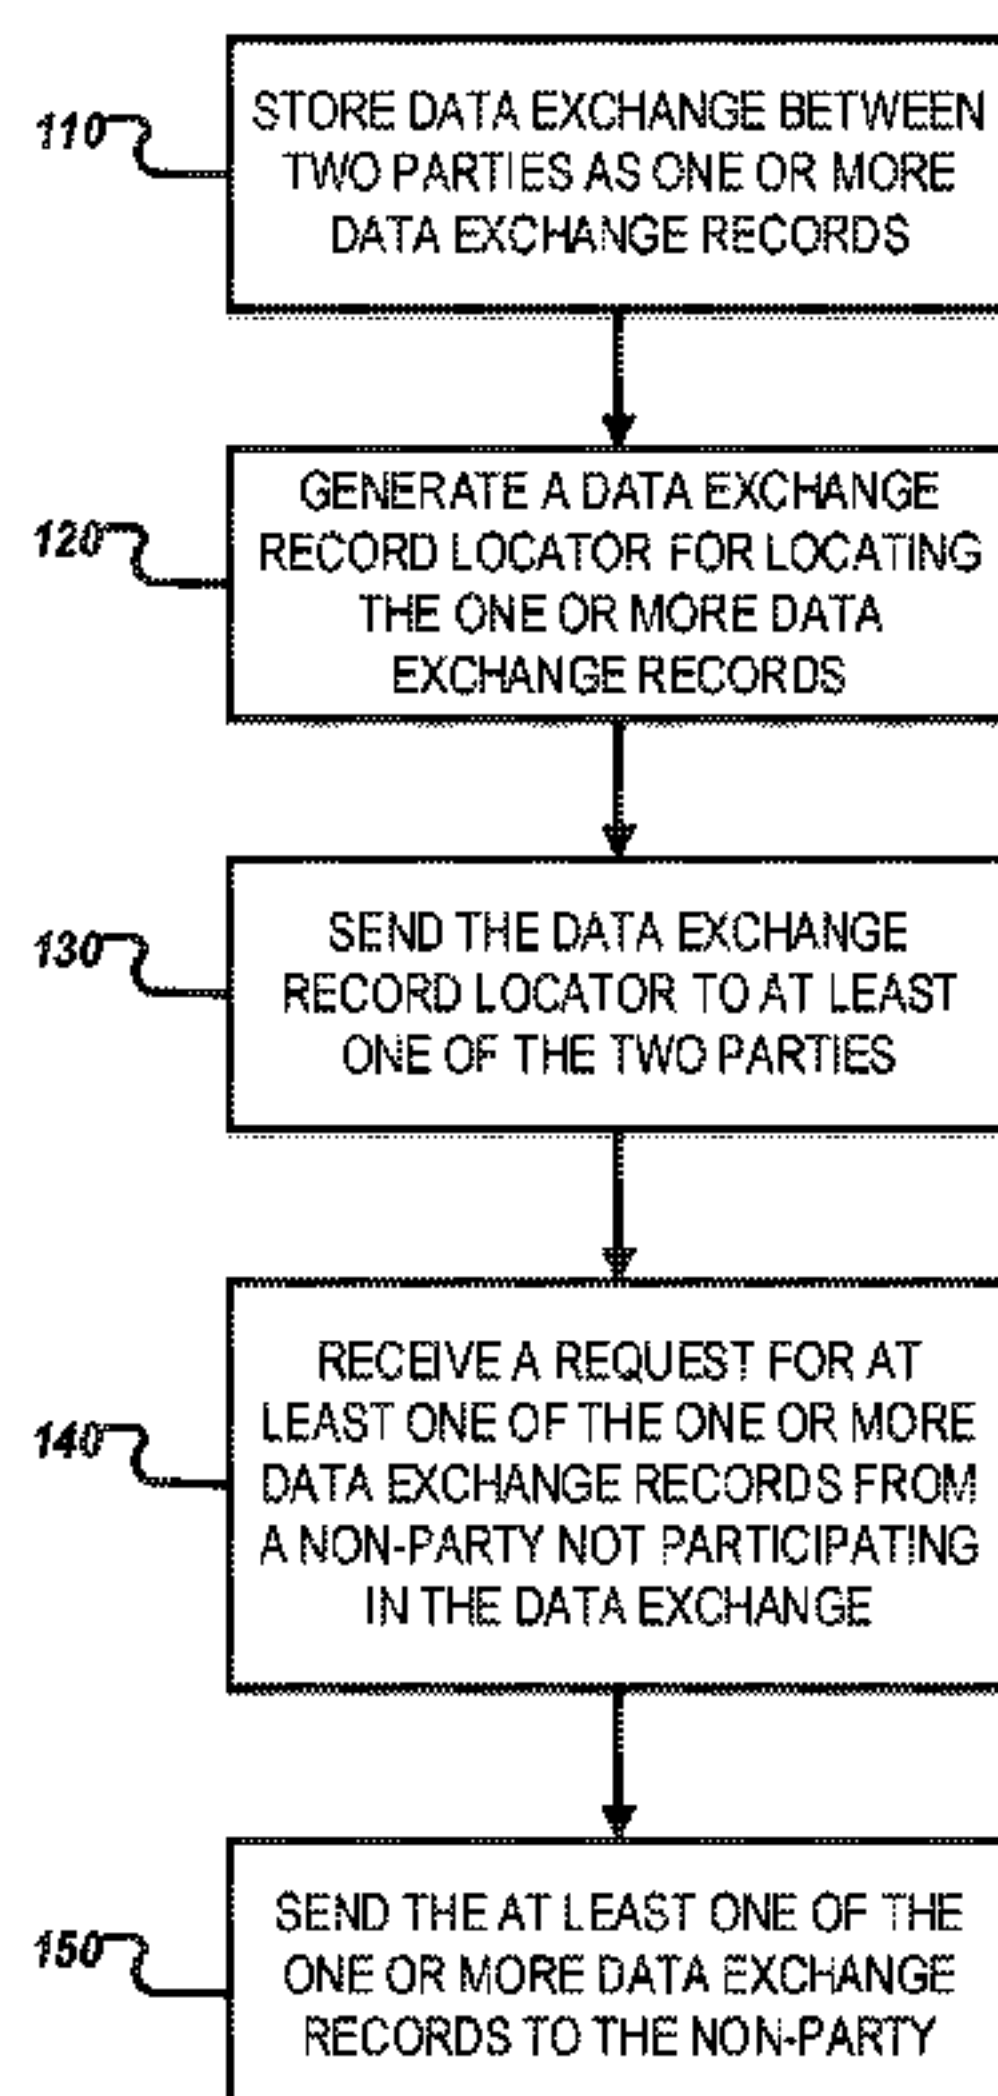 110
STORE DATA EXCHANGE BETWEEN
TWO PARTIES AS ONE OR MORE
DATA EXCHANGE RECORDS
120
GENERATE A DATA EXCHANGE
RECORD LOCATOR FOR LOCATING
THE ONE OR MORE DATA
EXCHANGE RECORDS
130
SEND THE DATA EXCHANGE
RECORD LOCATOR TO AT LEAST
ONE OF THE TWO PARTIES
140
RECEIVE A REQUEST FOR AT
LEAST ONE OF THE ONE OR MORE
DATA EXCHANGE RECORDS FROM
A NON-PARTY NOT PARTICIPATING
IN THE DATA EXCHANGE
150
SEND THE AT LEAST ONE OF THE
ONE OR MORE DATA EXCHANGE
RECORDS TO THE NON-PARTY